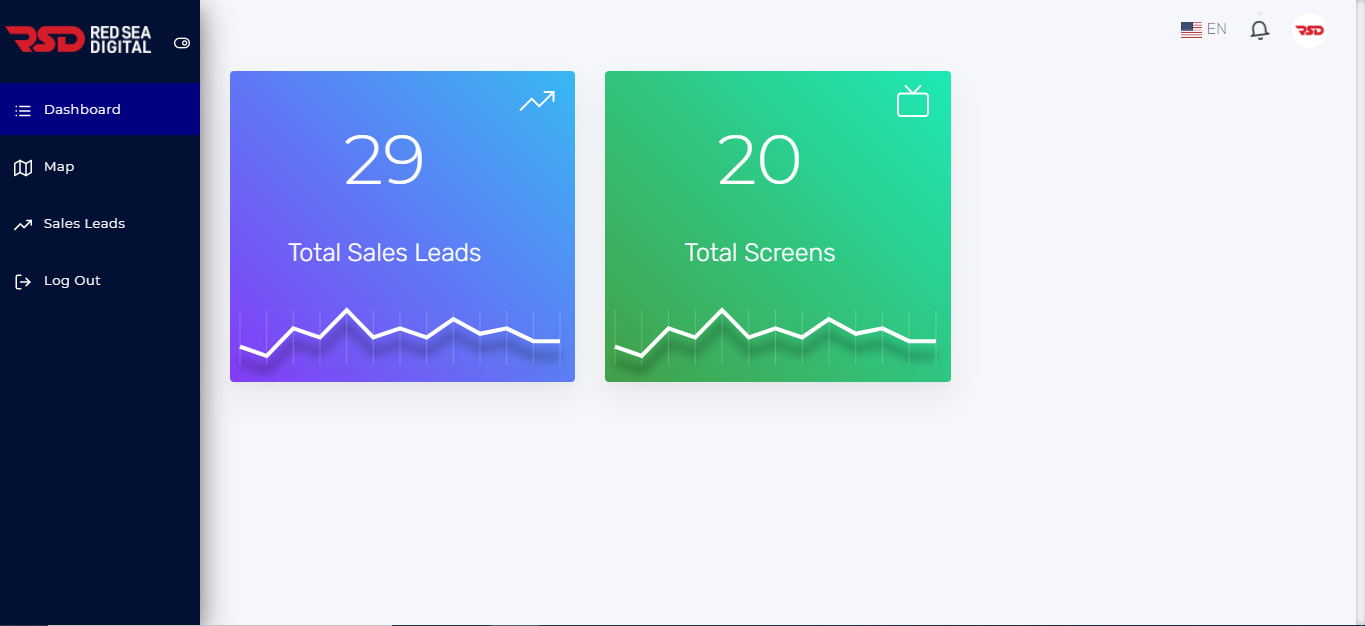 RSD RED SEA
DIGITAL
EN
RSD
Dashboard
Map
Sales Leads
Log Out
29
Total Sales Leads
20
Total Screens